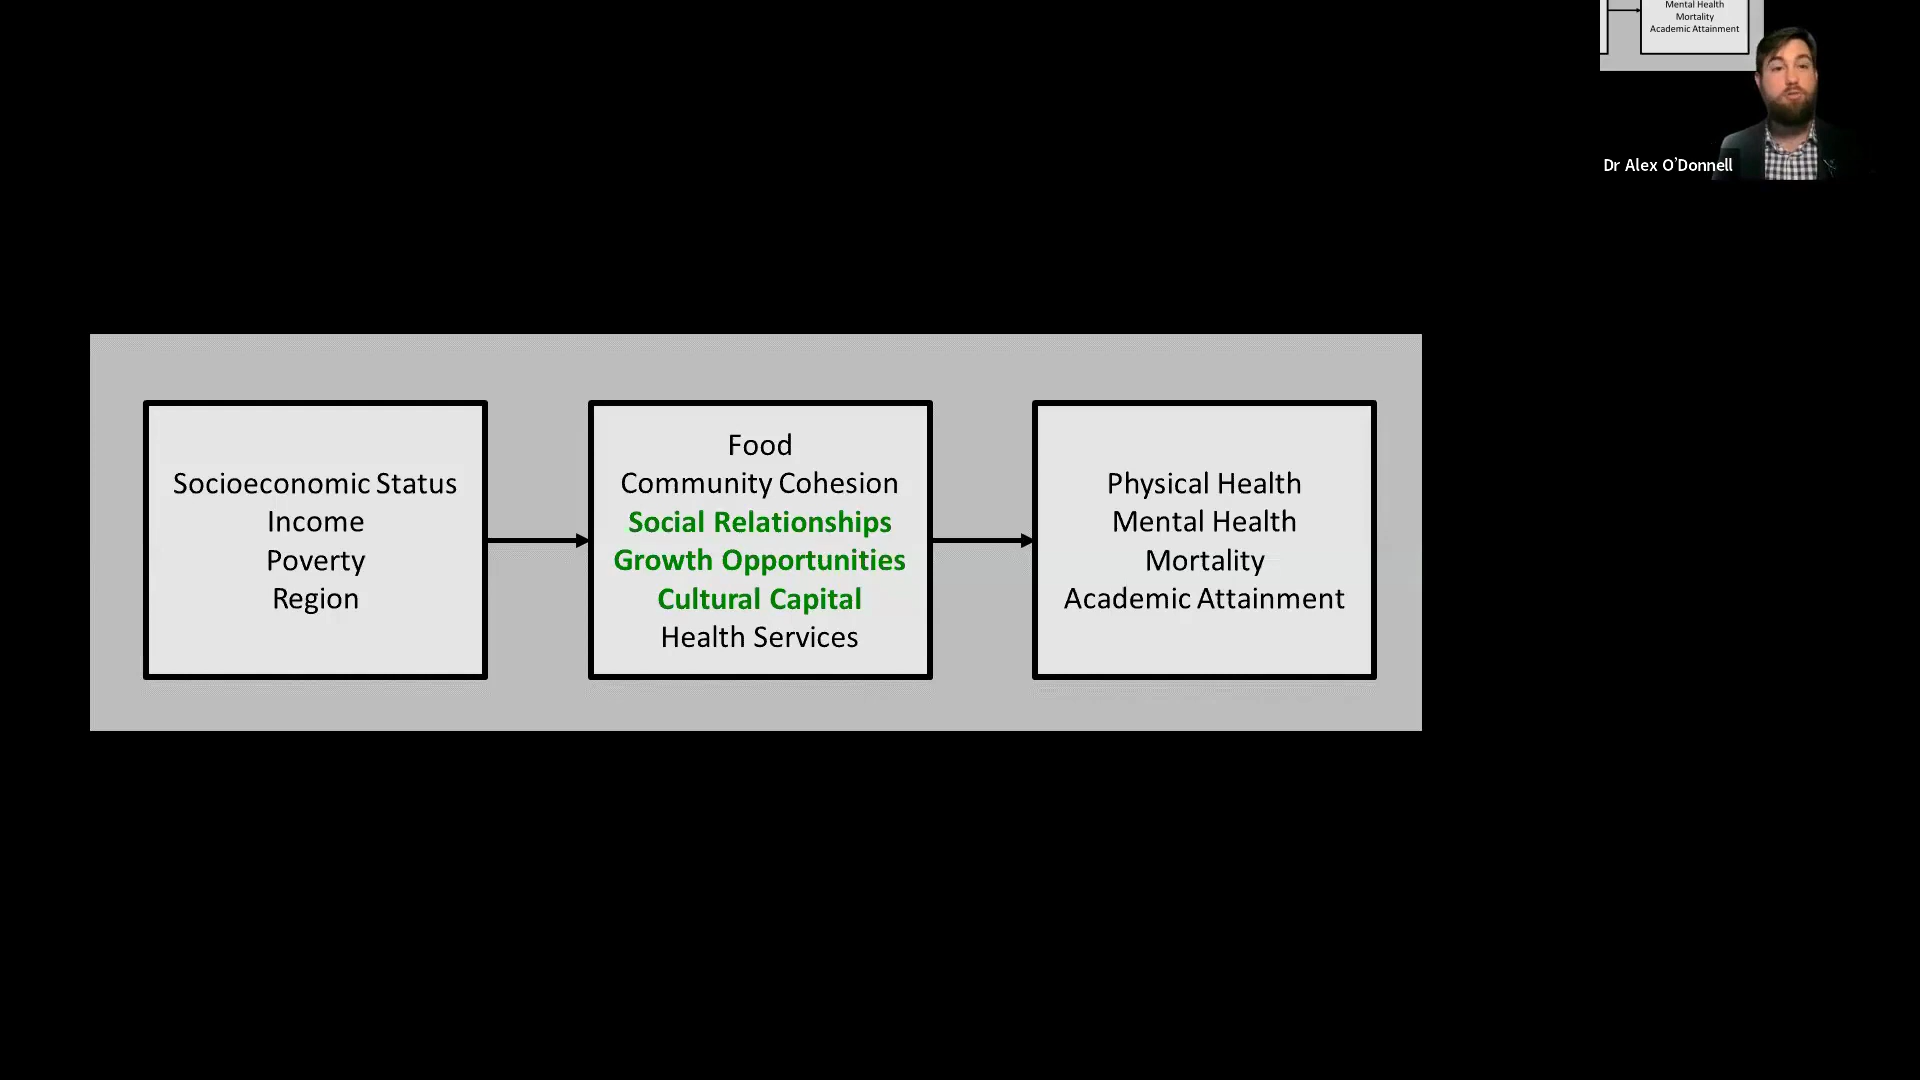 Mental Health
Mortality
Academic Attainment
Dr Alex O'Donnell
Socioeconomic Status
Income
Poverty
Region
Food
Community Cohesion
Social Relationships
Growth Opportunities
Cultural Capital
Health Services
Physical Health
Mental Health
Mortality
Academic Attainment